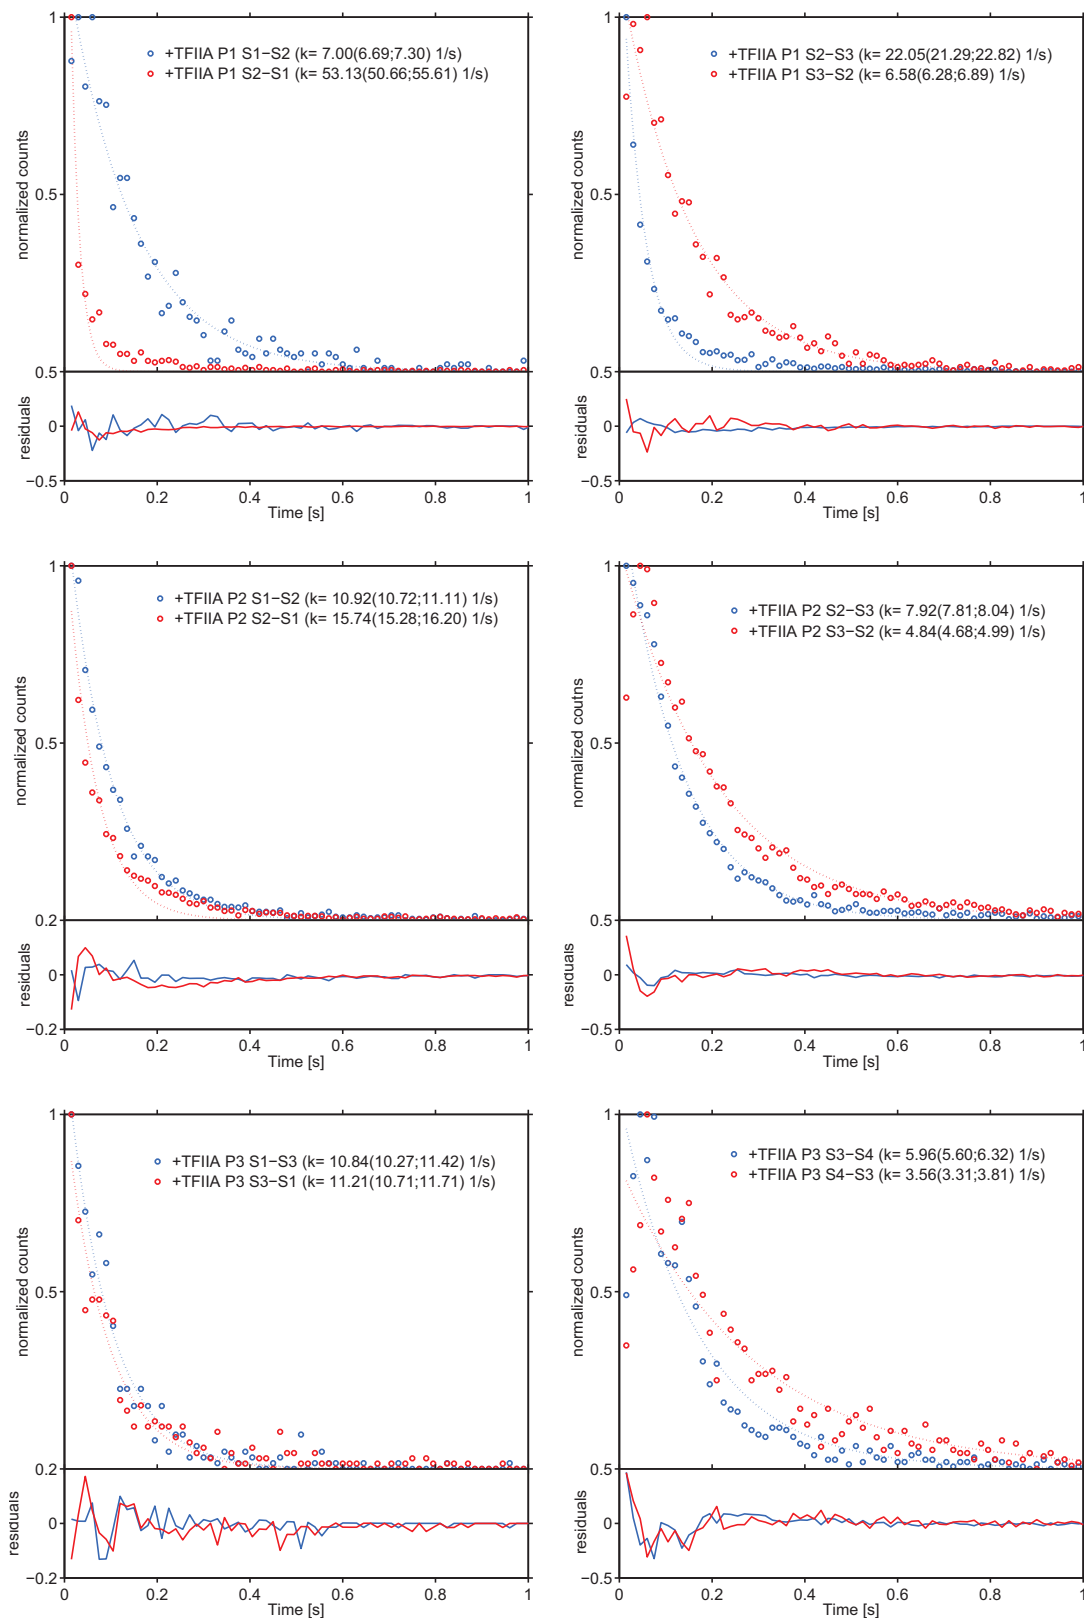 1
+TFIIA P1 S1−S2 (k= 7.00(6.69;7.30) 1/s)
+TFIIA P1 S2−S1 (k= 53.13(50.66;55.61) 1/s)
normalized counts
0.5
0.5
residuals
0
−0.5
0 0.2 0.4 0.6 0.8 1
Time [s]
1
+TFIIA P1 S2−S3 (k= 22.05(21.29;22.82) 1/s)
+TFIIA P1 S3−S2 (k= 6.58(6.28;6.89) 1/s)
normalized counts
0.5
0.5
residuals
0
−0.5
0 0.2 0.4 0.6 0.8 1
Time [s]
1
+TFIIA P2 S1−S2 (k= 10.92(10.72;11.11) 1/s)
+TFIIA P2 S2−S1 (k= 15.74(15.28;16.20) 1/s)
normalized counts
0.5
0.2
residuals
0
−0.2
0 0.2 0.4 0.6 0.8 1
Time [s]
1
+TFIIA P2 S2−S3 (k= 7.92(7.81;8.04) 1/s)
+TFIIA P2 S3−S2 (k= 4.84(4.68;4.99) 1/s)
normalized coutns
0.5
0.5
residuals
0
−0.5
0 0.2 0.4 0.6 0.8 1
Time [s]
1
+TFIIA P3 S1−S3 (k= 10.84(10.27;11.42) 1/s)
+TFIIA P3 S3−S1 (k= 11.21(10.71;11.71) 1/s)
normalized counts
0.5
0.2
residuals
0
−0.2
0 0.2 0.4 0.6 0.8 1
Time [s]
1
+TFIIA P3 S3−S4 (k= 5.96(5.60;6.32) 1/s)
+TFIIA P3 S4−S3 (k= 3.56(3.31;3.81) 1/s)
normalized counts
0.5
0.5
residuals
0
−0.5
0 0.2 0.4 0.6 0.8 1
Time [s]